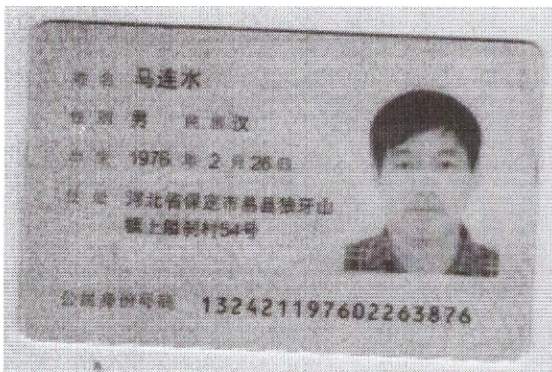 姓名 马连水
性别 男 民族 汉
出生 1976 年 2 月 26 日
住址 河北省保定市易县狼牙山
镇上隘刹村54号
公民身份号码 132421197602263876